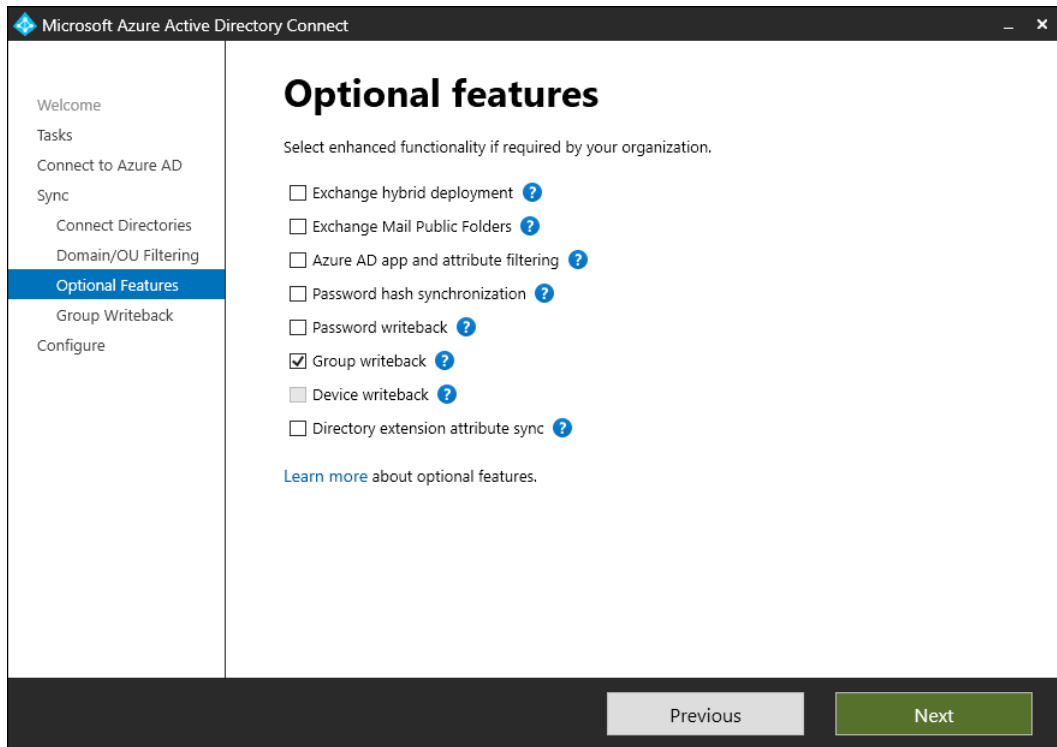 Microsoft Azure Active Directory Connect
Welcome
Tasks
Connect to Azure AD
Sync
Connect Directories
Domain/OU Filtering
Optional Features
Group Writeback
Configure
Optional features
Select enhanced functionality if required by your organization.
Exchange hybrid deployment ?
Exchange Mail Public Folders ?
Azure AD app and attribute filtering ?
Password hash synchronization ?
Password writeback ?
Group writeback ?
Device writeback ?
Directory extension attribute sync ?
Learn more about optional features.
Previous
Next